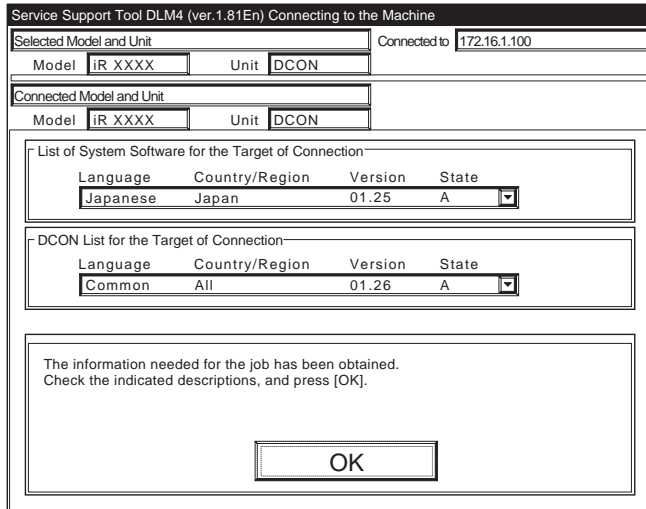 Service Support Tool DLM4 (ver.1.81En) Connecting to the Machine
Selected Model and Unit Connected to 172.16.1.100
Model iR XXXX Unit DCON
Connected Model and Unit
Model iR XXXX Unit DCON
List of System Software for the Target of Connection
Language Country/Region Version State
Japanese Japan 01.25 A
DCON List for the Target of Connection
Language Country/Region Version State
Common All 01.26 A
The information needed for the job has been obtained.
Check the indicated descriptions, and press [OK].
OK